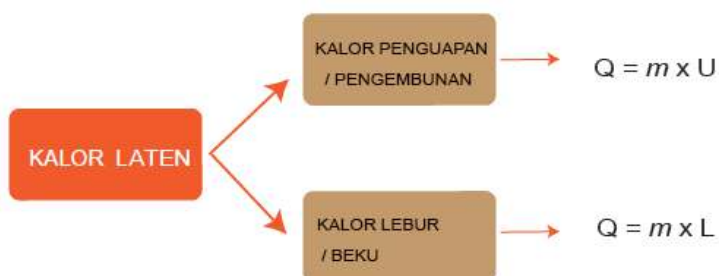 KALOR LATEN
KALOR PENGUAPAN
/ PENGEMBUNAN
Q = m x U
KALOR LEBUR
/ BEKU
Q = m x L